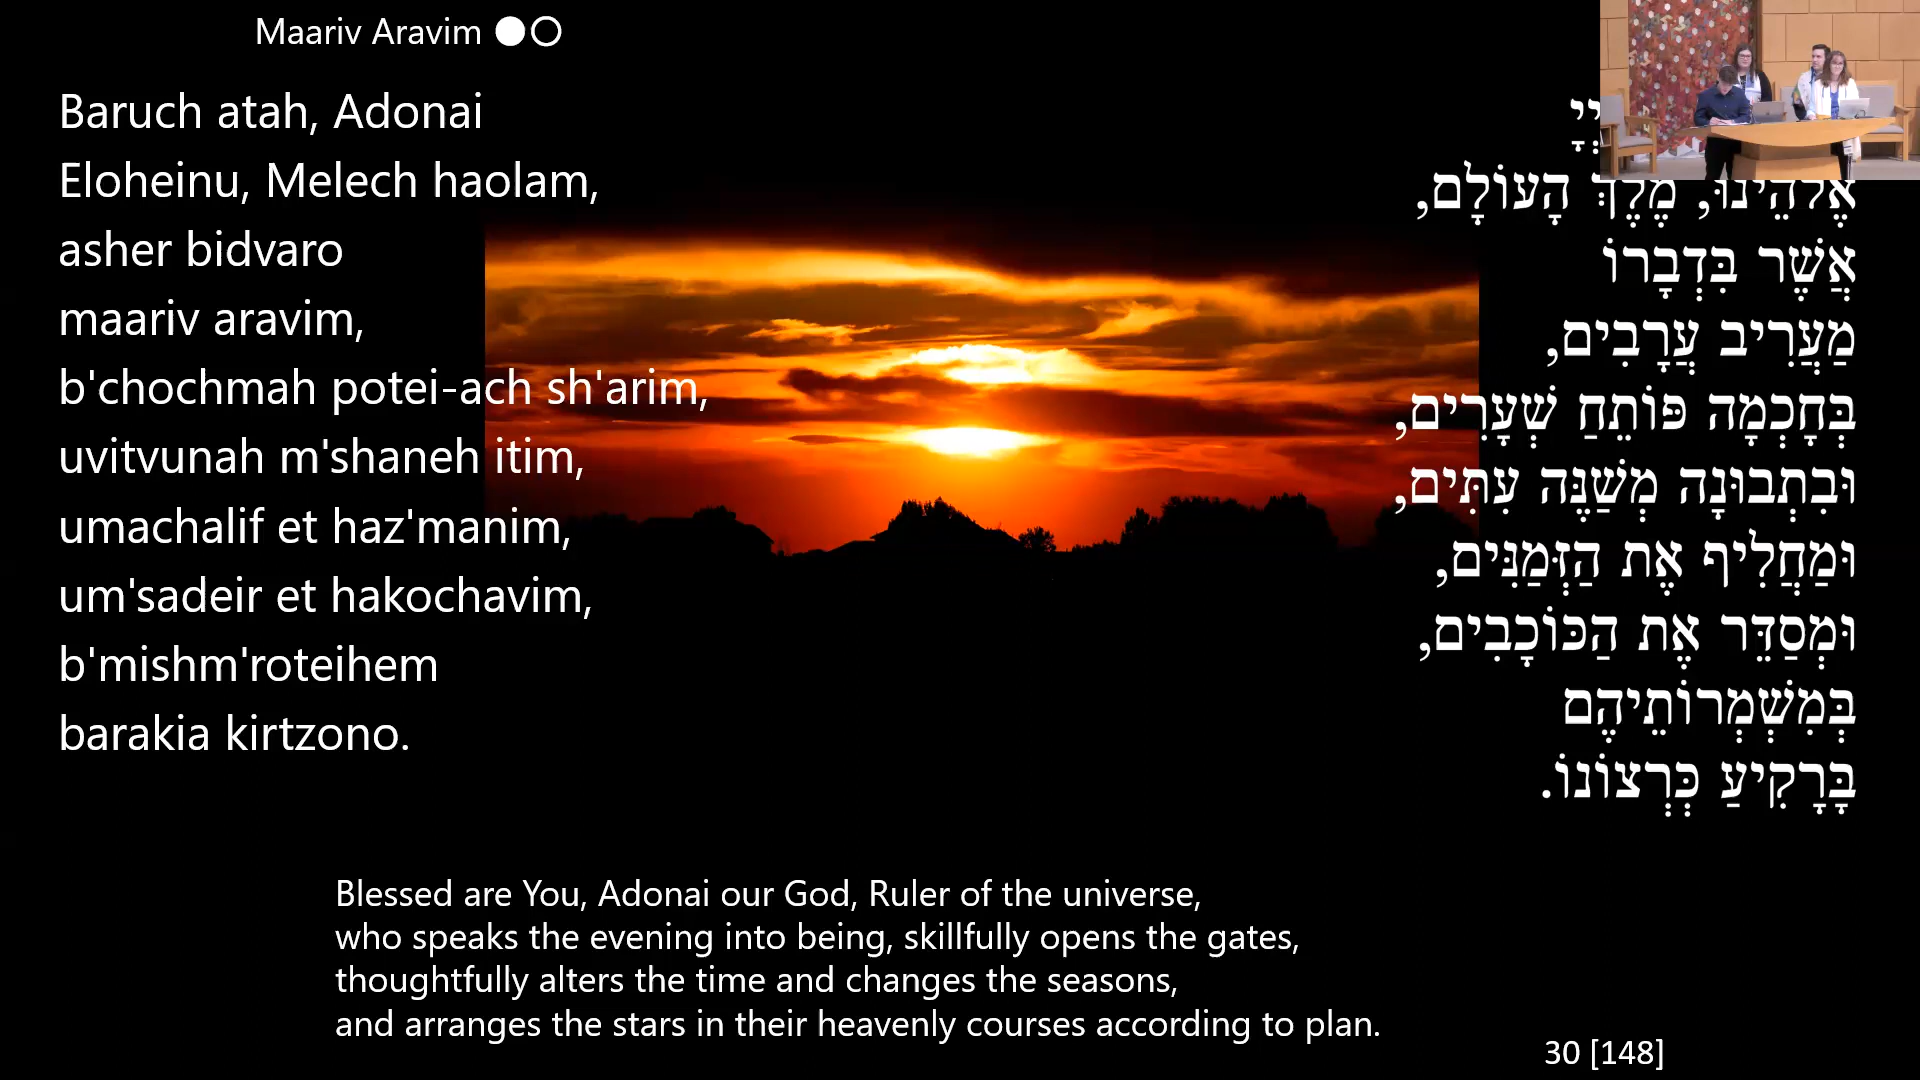 Maariv Aravim
Baruch atah, Adonai
Eloheinu, Melech haolam,
asher bidvaro
maariv aravim,
b'chochmah potei-ach sh'arim,
uvitvunah m'shaneh itim,
umachalif et haz'manim,
um'sadeir et hakochavim,
b'mishm'roteihem
barakia kirtzono.
אֱלֹהֵינוּ, מֶלֶךְ הָעוֹלָם,
אֲשֶׁר בִּדְבָרוֹ
מַעֲרִיב עֲרָבִים,
בְּחָכְמָה פּוֹתֵחַ שְׁעָרִים,
וּבִתְבוּנָה מְשַׁנֶּה עִתִּים,
וּמַחֲלִיף אֶת הַזְּמַנִּים,
וּמְסַדֵּר אֶת הַכּוֹכָבִים,
בְּמִשְׁמְרוֹתֵיהֶם
בָּרָקִיעַ כִּרְצוֹנוֹ.
Blessed are You, Adonai our God, Ruler of the universe,
who speaks the evening into being, skillfully opens the gates,
thoughtfully alters the time and changes the seasons,
and arranges the stars in their heavenly courses according to plan.
30 [148]